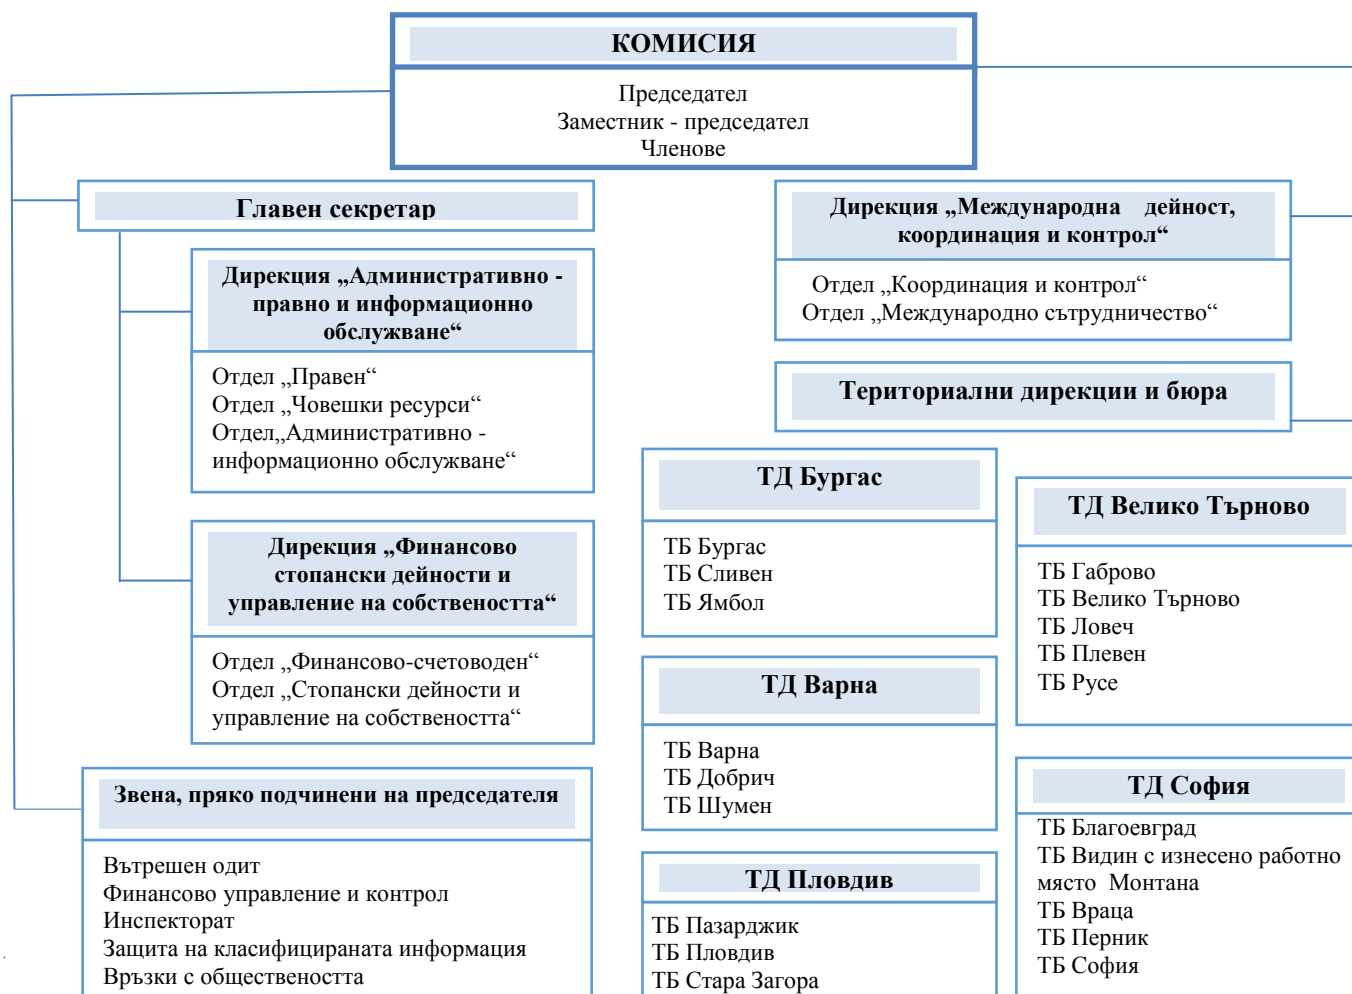 КОМИСИЯ
Председател
Заместник - председател
Членове
Главен секретар
Дирекция „Административно -
правно и информационно
обслужване“
Отдел „Правен“
Отдел „Човешки ресурси“
Отдел„Административно -
информационно обслужване“
Дирекция „Финансово
стопански дейности и
управление на собствеността“
Отдел „Финансово-счетоводен“
Отдел „Стопански дейности и
управление на собствеността“
Звена, пряко подчинени на председателя
Вътрешен одит
Финансово управление и контрол
Инспекторат
Защита на класифицираната информация
Връзки с обществеността
Дирекция „Международна дейност,
координация и контрол“
Отдел „Координация и контрол“
Отдел „Международно сътрудничество“
Териториални дирекции и бюра
ТД Бургас
ТБ Бургас
ТБ Сливен
ТБ Ямбол
ТД Варна
ТБ Варна
ТБ Добрич
ТБ Шумен
ТД Пловдив
ТБ Пазарджик
ТБ Пловдив
ТБ Стара Загора
ТД Велико Търново
ТБ Габрово
ТБ Велико Търново
ТБ Ловеч
ТБ Плевен
ТБ Русе
ТД София
ТБ Благоевград
ТБ Видин с изнесено работно
място Монтана
ТБ Враца
ТБ Перник
ТБ София